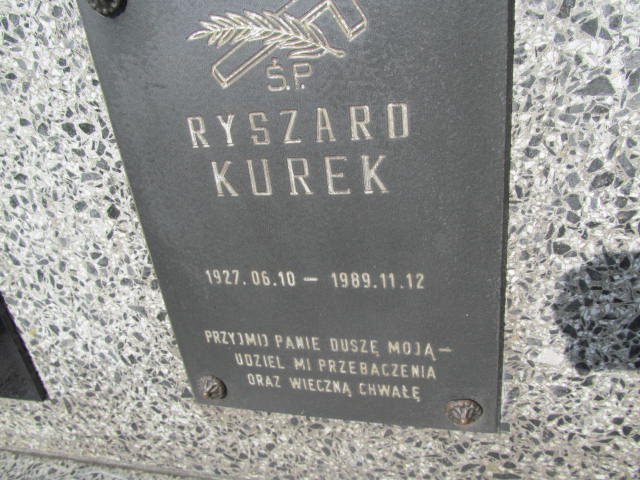 Ś.P.
RYSZARD
KUREK
1927.06.10 — 1989.11.12
PRZYJMIJ PANIE DUSZĘ MOJĄ—
UDZIEL MI PRZEBACZENIA
ORAZ WIECZNĄ CHWAŁĘ